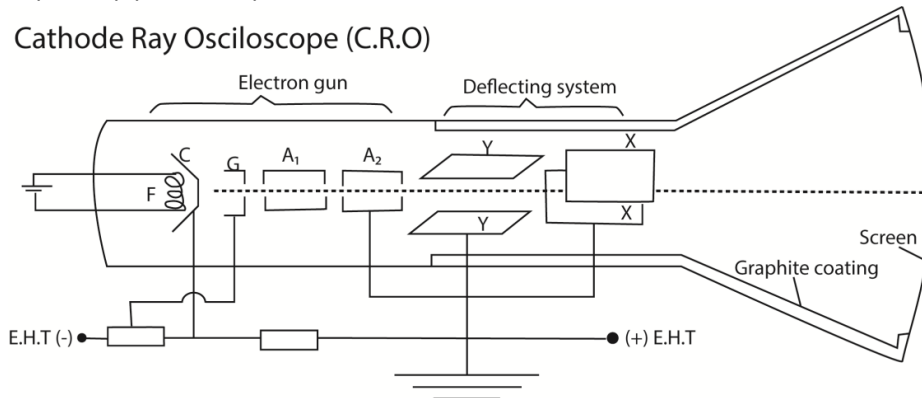 Cathode Ray Osciloscope (C.R.O)
Electron gun
Deflecting system
C
G
A₁
A₂
Y
X
F
Y
X
Screen
Graphite coating
E.H.T (-)
(+) E.H.T